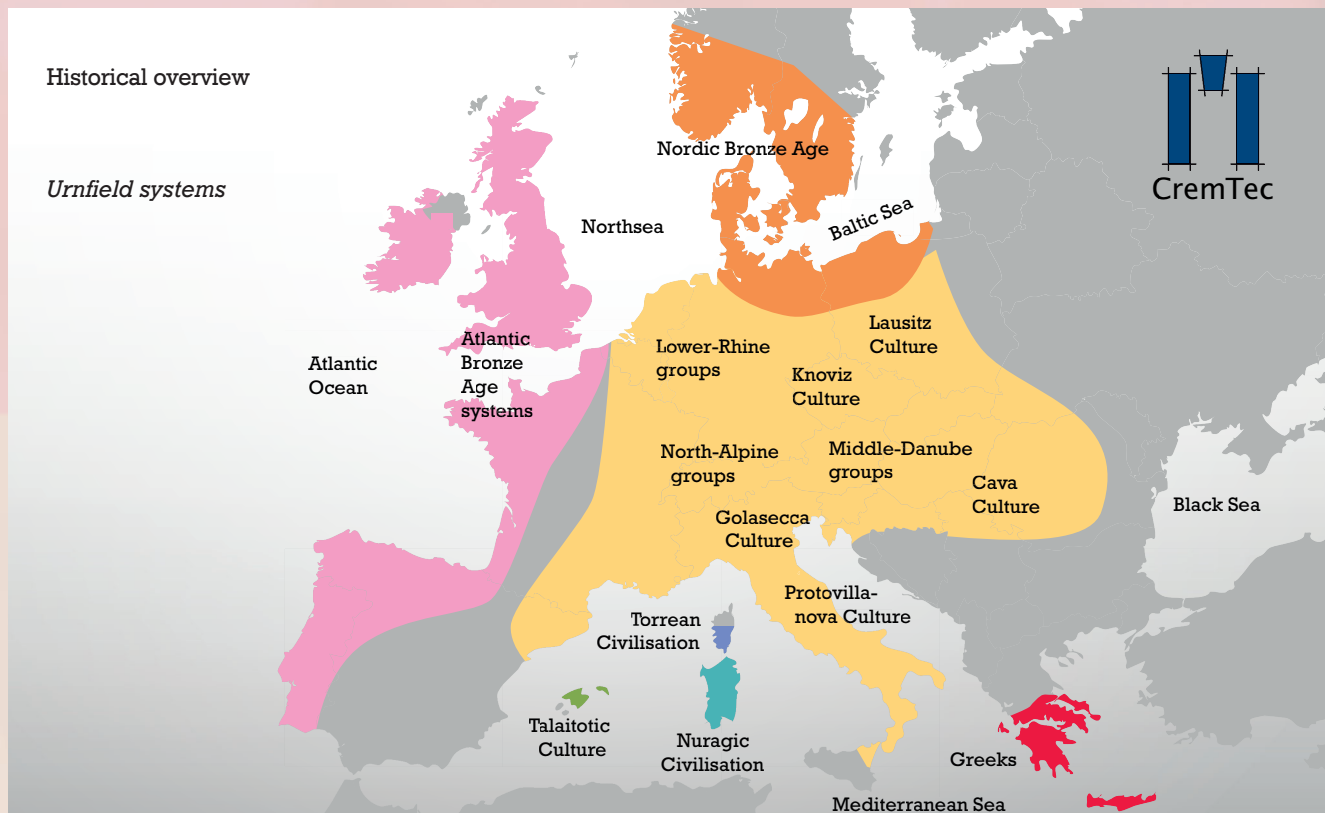 Historical overview
Urnfield systems
CremTec
Nordic Bronze Age
Northsea
Baltic Sea
Atlantic
Ocean
Atlantic
Bronze
Age
systems
Lower-Rhine
groups
Lausitz
Culture
Knoviz
Culture
North-Alpine
groups
Middle-Danube
groups
Cava
Culture
Black Sea
Golasecca
Culture
Protovilla-
nova Culture
Torrean
Civilisation
Talaitotic
Culture
Nuragic
Civilisation
Greeks
Mediterranean Sea